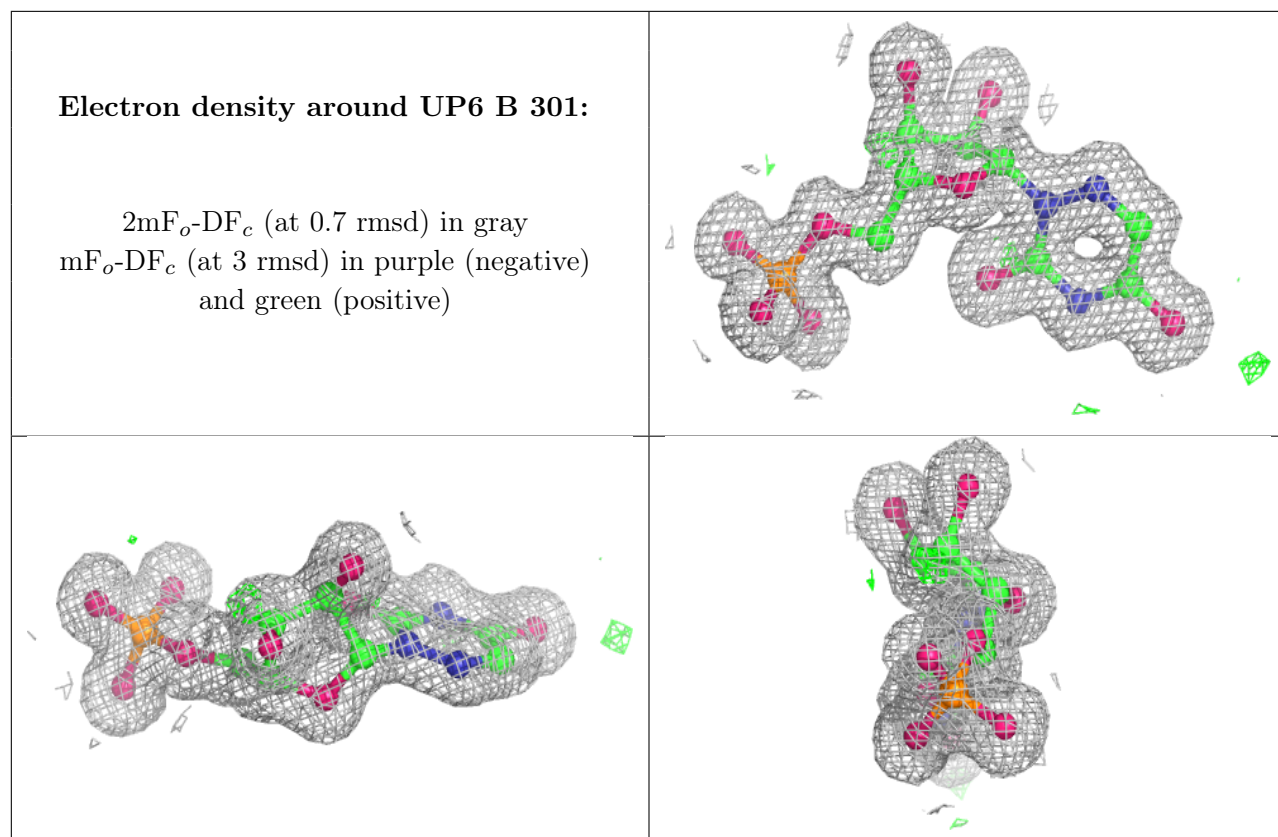 Electron density around UP6 B 301:
2mFo-DFc (at 0.7 rmsd) in gray
mFo-DFc (at 3 rmsd) in purple (negative)
and green (positive)